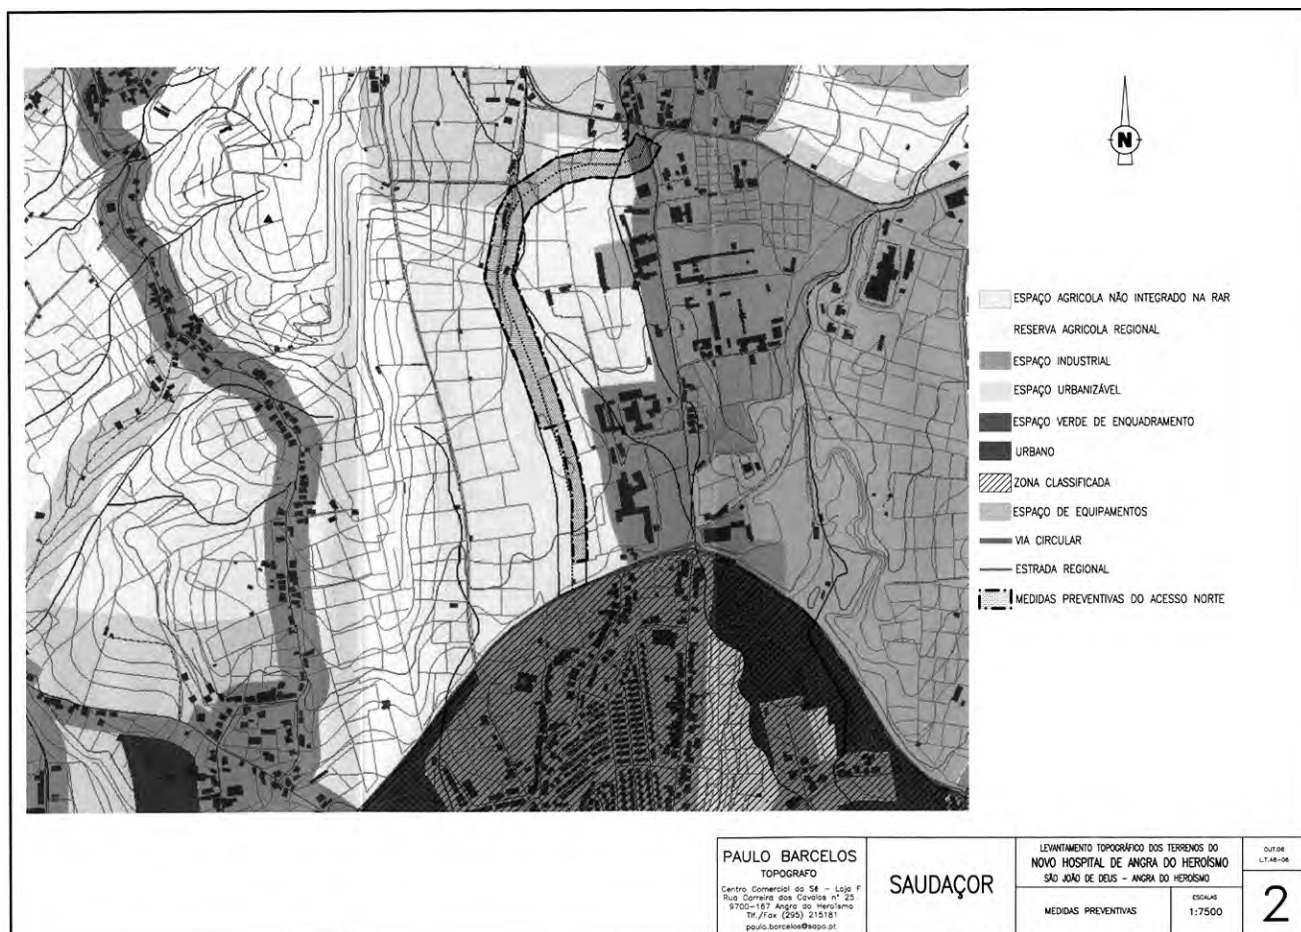 N
ESPAÇO AGRICOLA NÃO INTEGRADO NA RAR
RESERVA AGRICOLA REGIONAL
ESPAÇO INDUSTRIAL
ESPAÇO URBANIZÁVEL
ESPAÇO VERDE DE ENQUADRAMENTO
URBANO
ZONA CLASSIFICADA
ESPAÇO DE EQUIPAMENTOS
VIA CIRCULAR
ESTRADA REGIONAL
MEDIDAS PREVENTIVAS DO ACESSO NORTE
PAULO BARCELOS
TOPOGRAFO
Centro Comercial da Sé - Loja F
Rua Carreira dos Cavalos nº 25
9700-167 Angra do Heroísmo
Tlf./Fax (295) 215181
paulo.barcelos@sapo.pt
SAUDAÇOR
LEVANTAMENTO TOPOGRÁFICO DOS TERRENOS DO
NOVO HOSPITAL DE ANGRA DO HEROÍSMO
SÃO JOÃO DE DEUS - ANGRA DO HEROÍSMO
MEDIDAS PREVENTIVAS
ESCALAS
1:7500
OUT.06
L.T.48-06
2